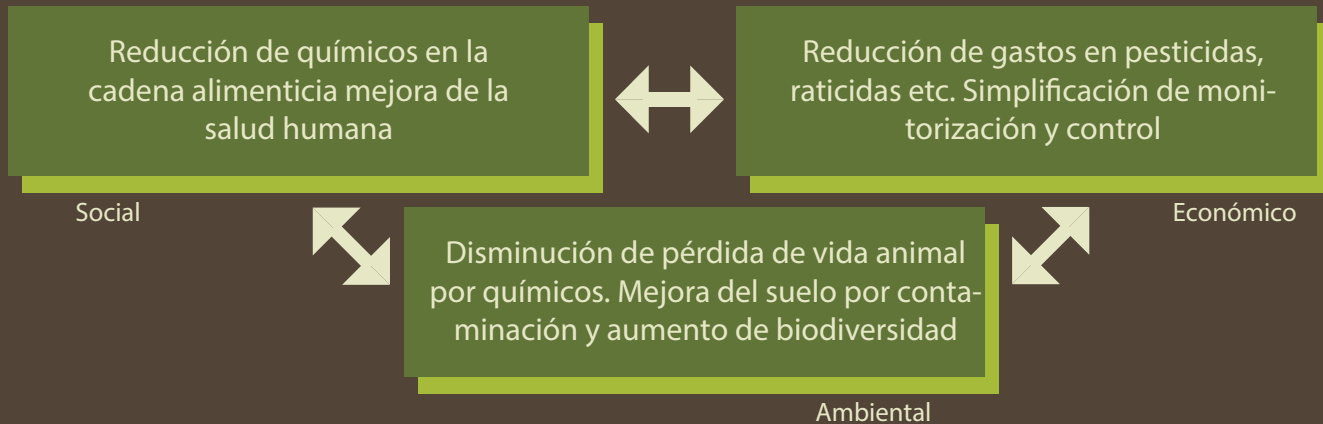 Reducción de químicos en la
cadena alimenticia mejora de la
salud humana
Social
Reducción de gastos en pesticidas,
raticidas etc. Simplificación de moni-
torización y control
Económico
Disminución de pérdida de vida animal
por químicos. Mejora del suelo por conta-
minación y aumento de biodiversidad
Ambiental